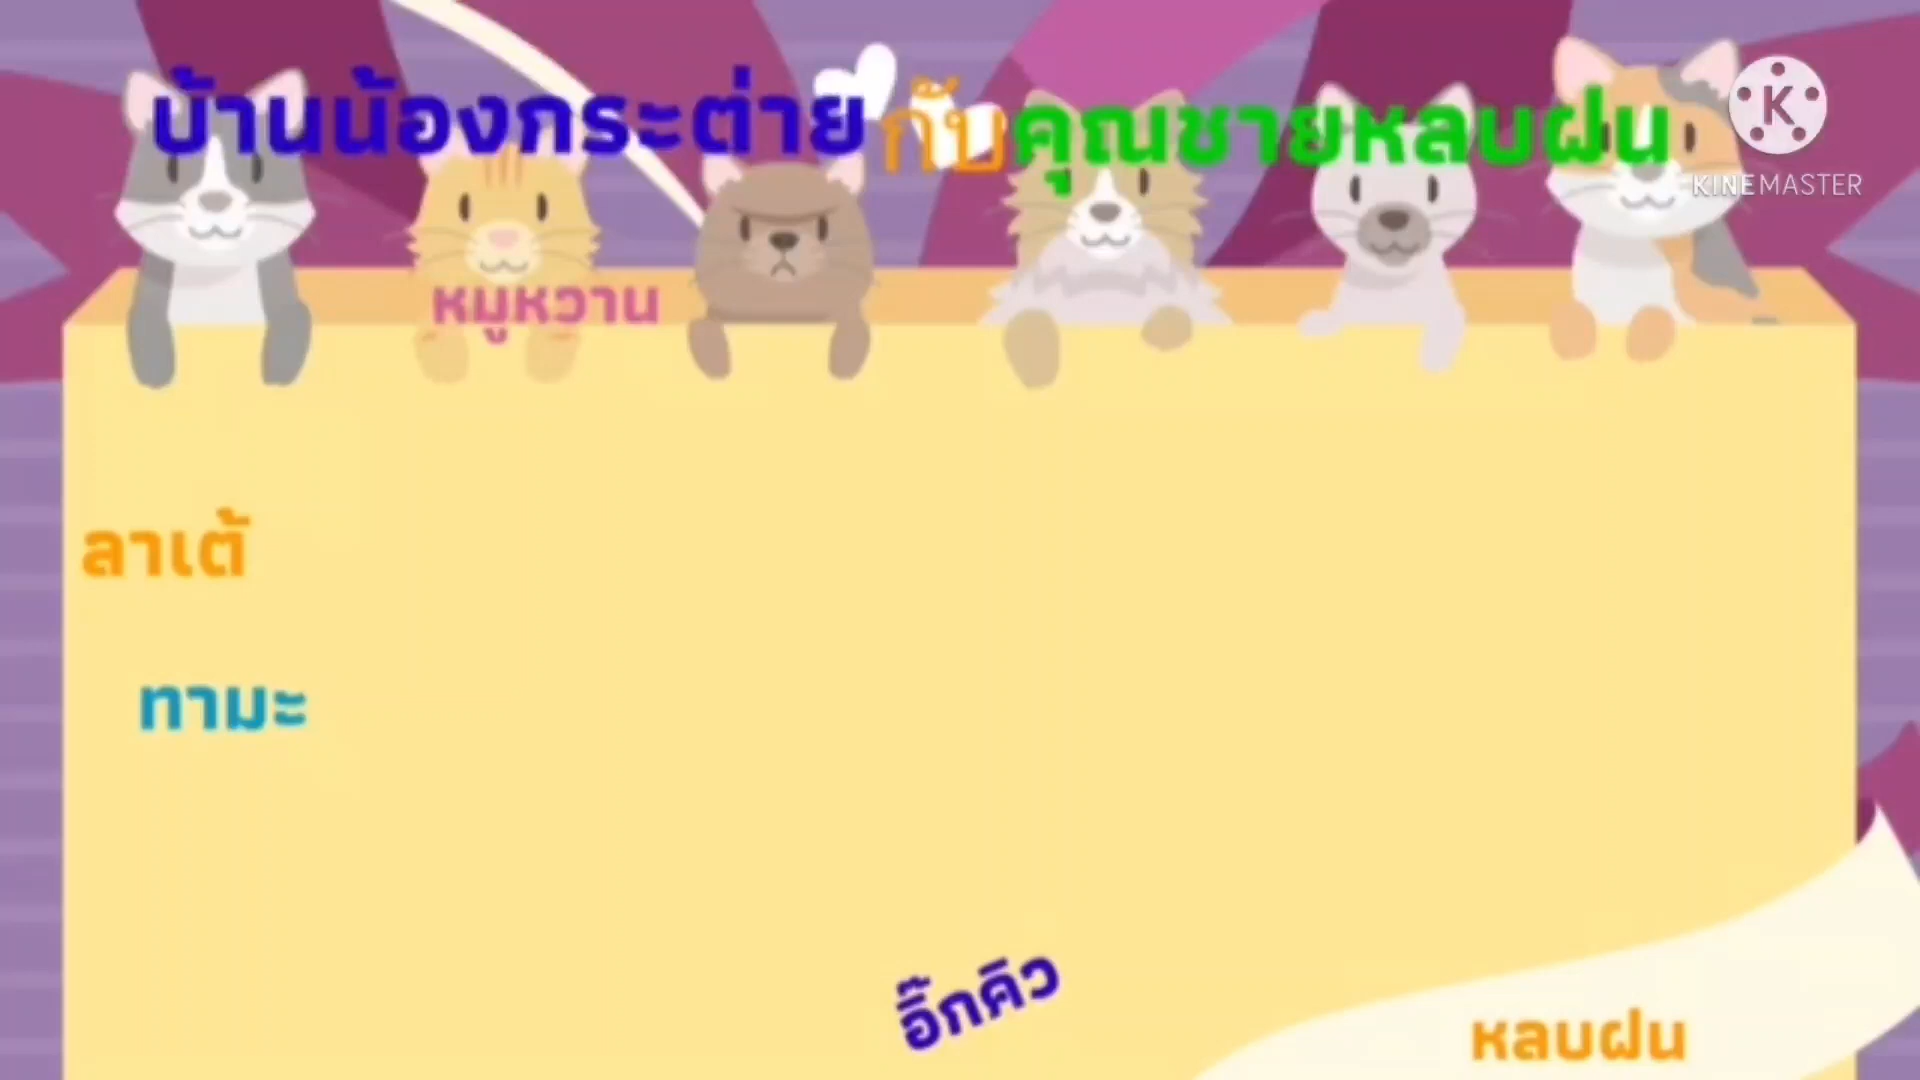 บ้านน้องกระต่าย กับ คุณชายหลบฝน
KINEMASTER
หมูหวาน
ลาเต้
ทามะ
อิ๊กคิว
หลบฝน